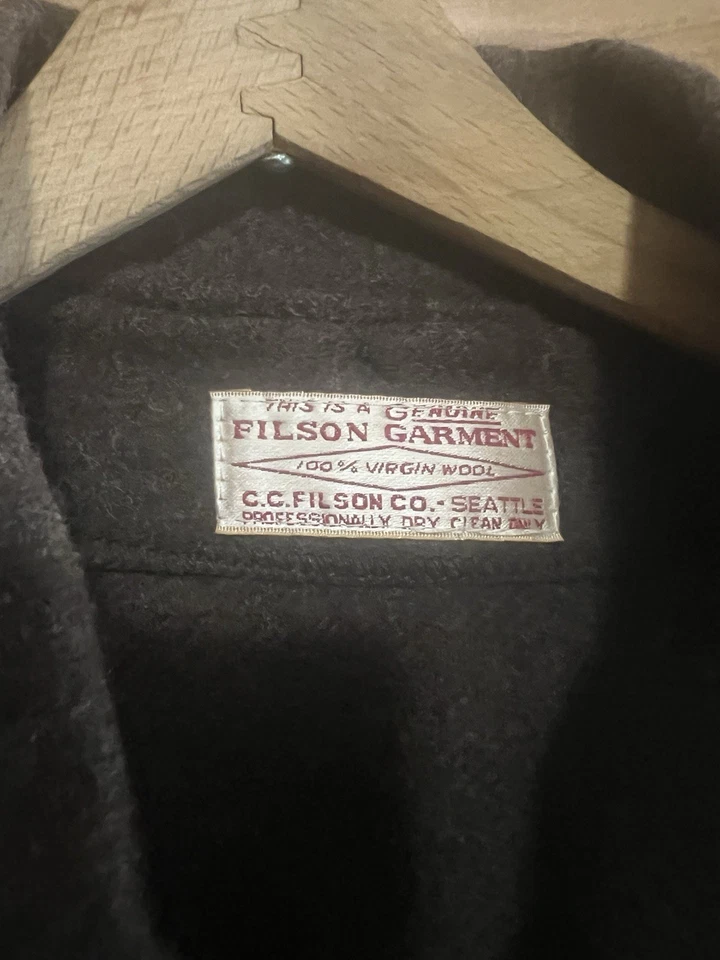 THIS IS A GENUINE
FILSON GARMENT
100% VIRGIN WOOL
C.C.FILSON CO.- SEATTLE
PROFESSIONALLY DRY CLEAN ONLY